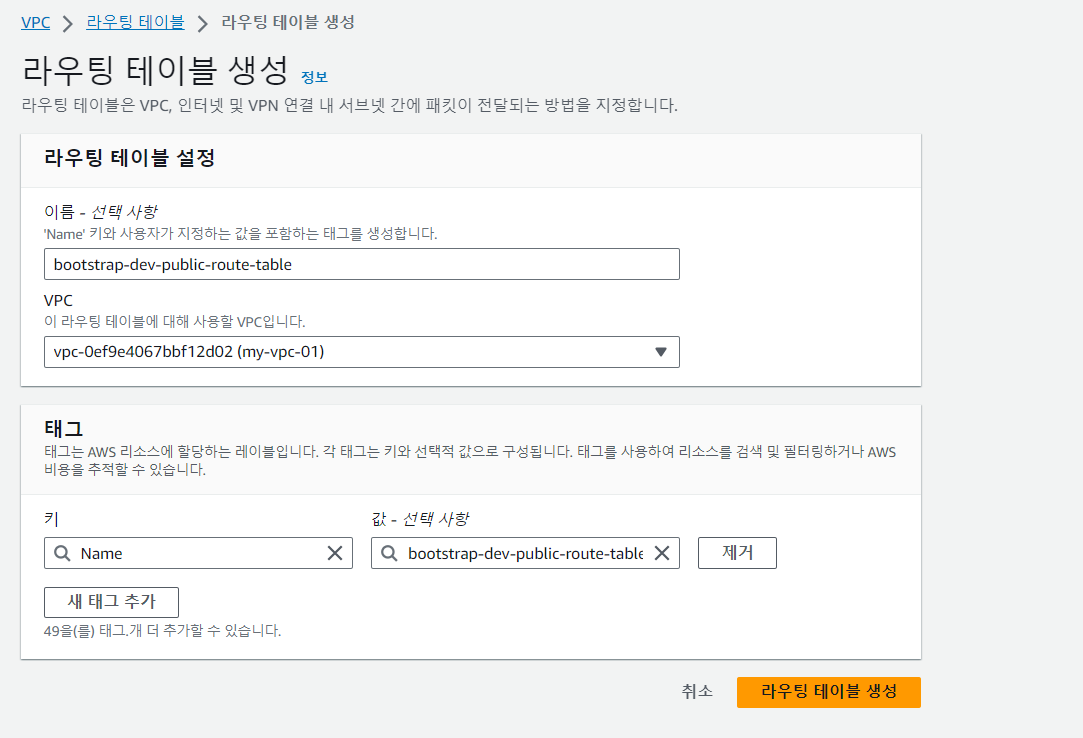 VPC > 라우팅 테이블 > 라우팅 테이블 생성
라우팅 테이블 생성 정보
라우팅 테이블은 VPC, 인터넷 및 VPN 연결 내 서브넷 간에 패킷이 전달되는 방법을 지정합니다.
라우팅 테이블 설정
이름 - 선택 사항
'Name' 키와 사용자가 지정하는 값을 포함하는 태그를 생성합니다.
bootstrap-dev-public-route-table
VPC
이 라우팅 테이블에 대해 사용할 VPC입니다.
vpc-0ef9e4067bbf12d02 (my-vpc-01)
태그
태그는 AWS 리소스에 할당하는 레이블입니다. 각 태그는 키와 선택적 값으로 구성됩니다. 태그를 사용하여 리소스를 검색 및 필터링하거나 AWS
비용을 추적할 수 있습니다.
키 값 - 선택 사항
Name bootstrap-dev-public-route-table 제거
새 태그 추가
49을(를) 태그.개 더 추가할 수 있습니다.
취소 라우팅 테이블 생성